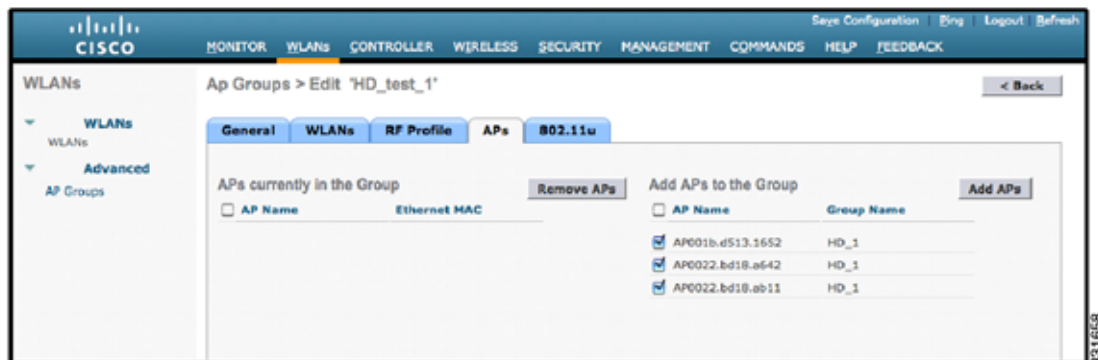 Save Configuration | Ping | Logout | Refresh
CISCO
MONITOR WLANs CONTROLLER WIRELESS SECURITY MANAGEMENT COMMANDS HELP FEEDBACK
WLANs
Ap Groups > Edit 'HD_test_1'
< Back
WLANs
WLANs
Advanced
AP Groups
General WLANs RF Profile APs 802.11u
APs currently in the Group
Remove APs
AP Name Ethernet MAC
Add APs to the Group
Add APs
AP Name Group Name
AP001b.d513.1652 HD_1
AP0022.bd18.a642 HD_1
AP0022.bd18.ab11 HD_1
331658